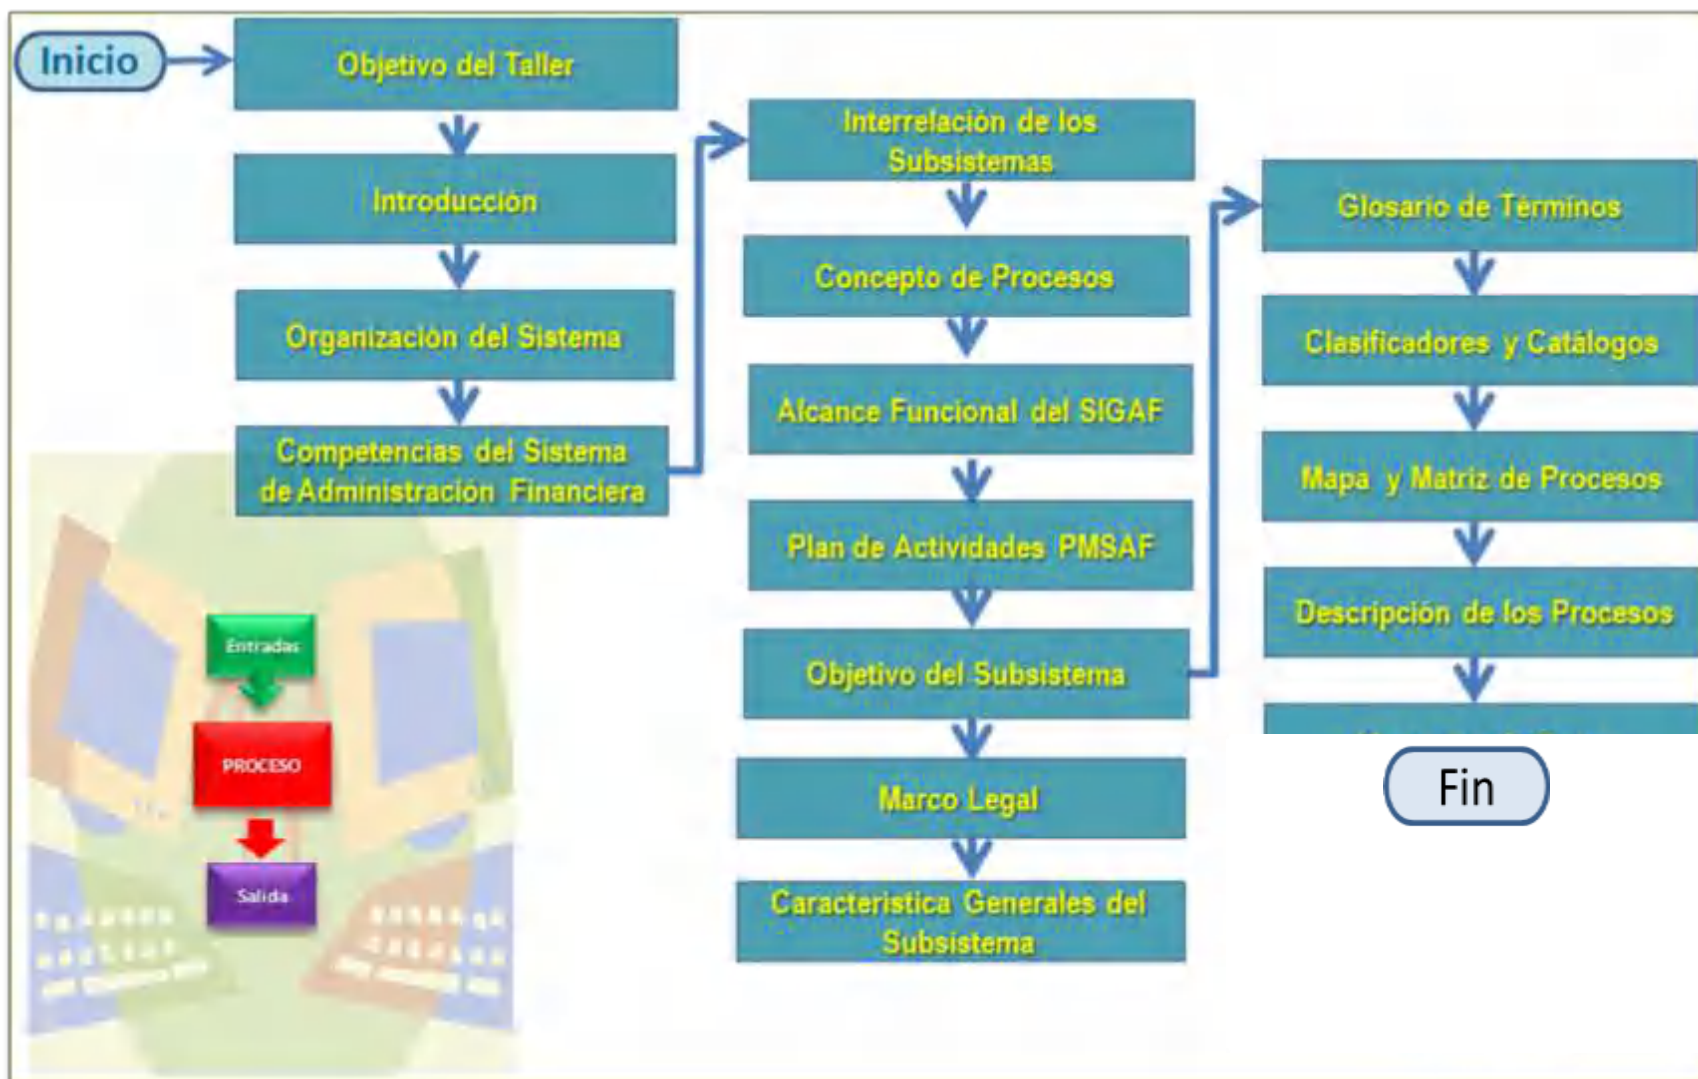 Inicio
Objetivo del Taller
Introducción
Organización del Sistema
Competencias del Sistema
de Administración Financiera
Interrelación de los
Subsistemas
Concepto de Procesos
Alcance Funcional del SIGAF
Plan de Actividades PMSAF
Objetivo del Subsistema
Marco Legal
Caracteristica Generales del
Subsistema
Glosario de Términos
Clasificadores y Catálogos
Mapa y Matriz de Procesos
Descripción de los Procesos
Fin
Entradas
PROCESO
Salida